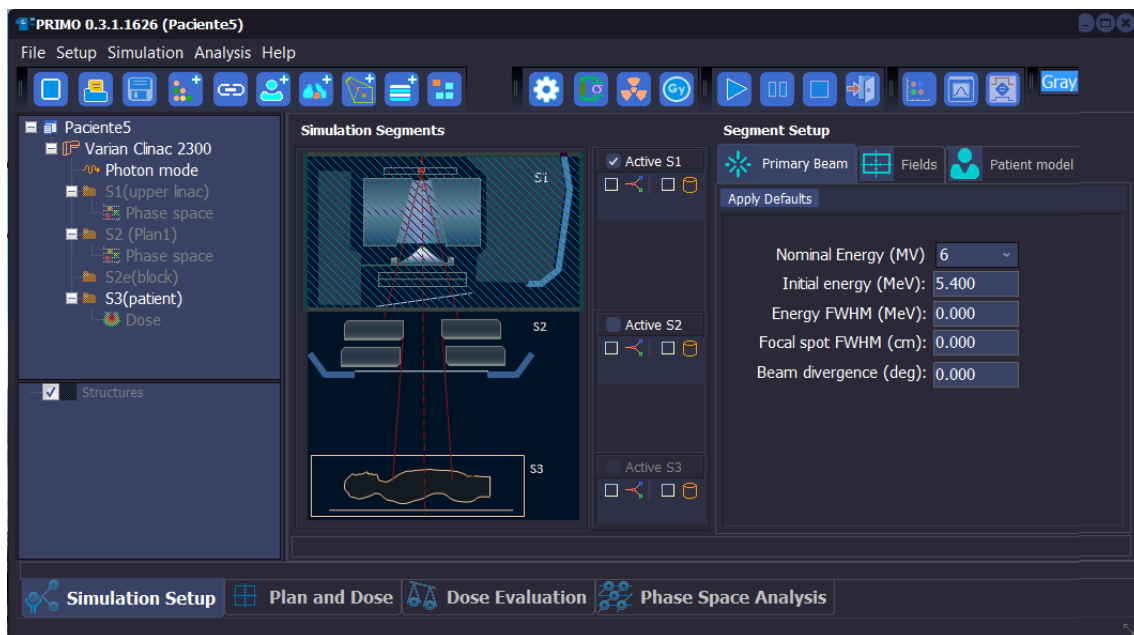 PRIMO 0.3.1.1626 (Paciente5)
File Setup Simulation Analysis Help
σ Gy Gray
Paciente5
Varian Clinac 2300
Photon mode
S1(upper linac)
Phase space
S2 (Plan1)
Phase space
S2e(block)
S3(patient)
Dose
Structures
Simulation Segments
S1
S2
S3
Active S1
Active S2
Active S3
Segment Setup
Primary Beam Fields Patient model
Apply Defaults
Nominal Energy (MV) 6
Initial energy (MeV): 5.400
Energy FWHM (MeV): 0.000
Focal spot FWHM (cm): 0.000
Beam divergence (deg): 0.000
Simulation Setup Plan and Dose Dose Evaluation Phase Space Analysis